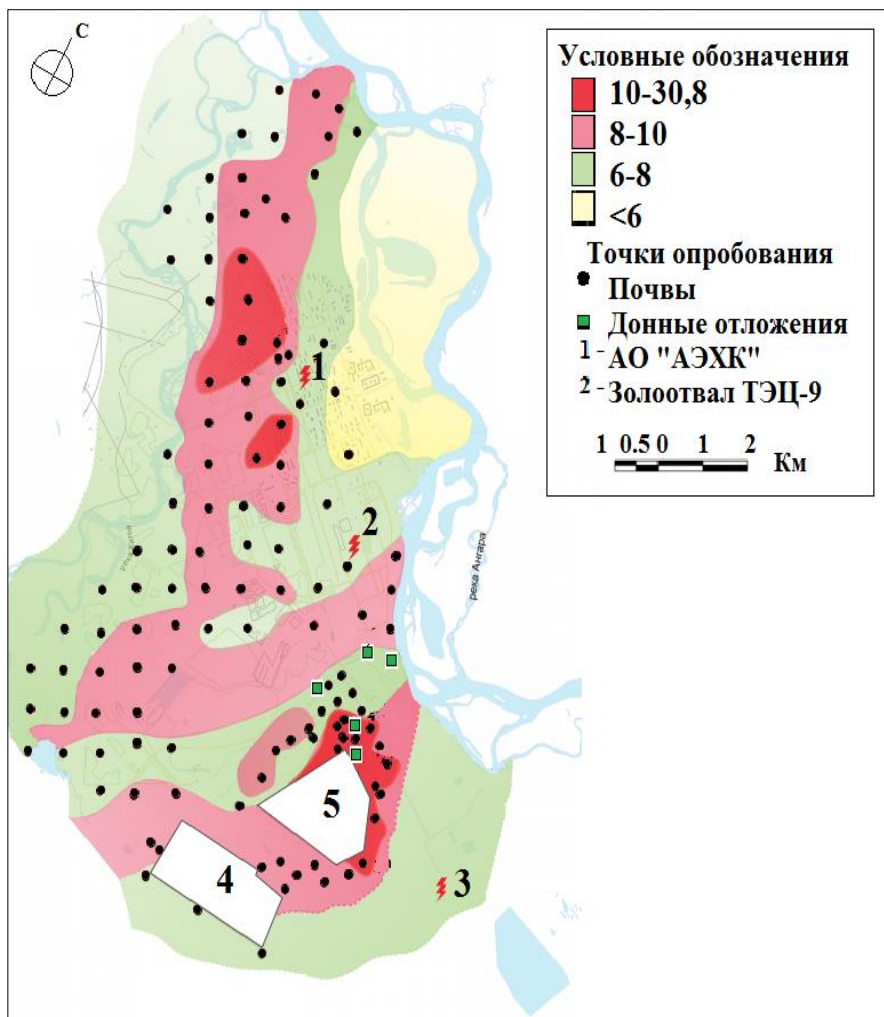 С
Условные обозначения
10-30,8
8-10
6-8
<6
Точки опробования
Почвы
Донные отложения
1 - АО "АЭХК"
2 - Золоотвал ТЭЦ-9
1 0.5 0 1 2
Км
1
2
река Ангара
5
4
3